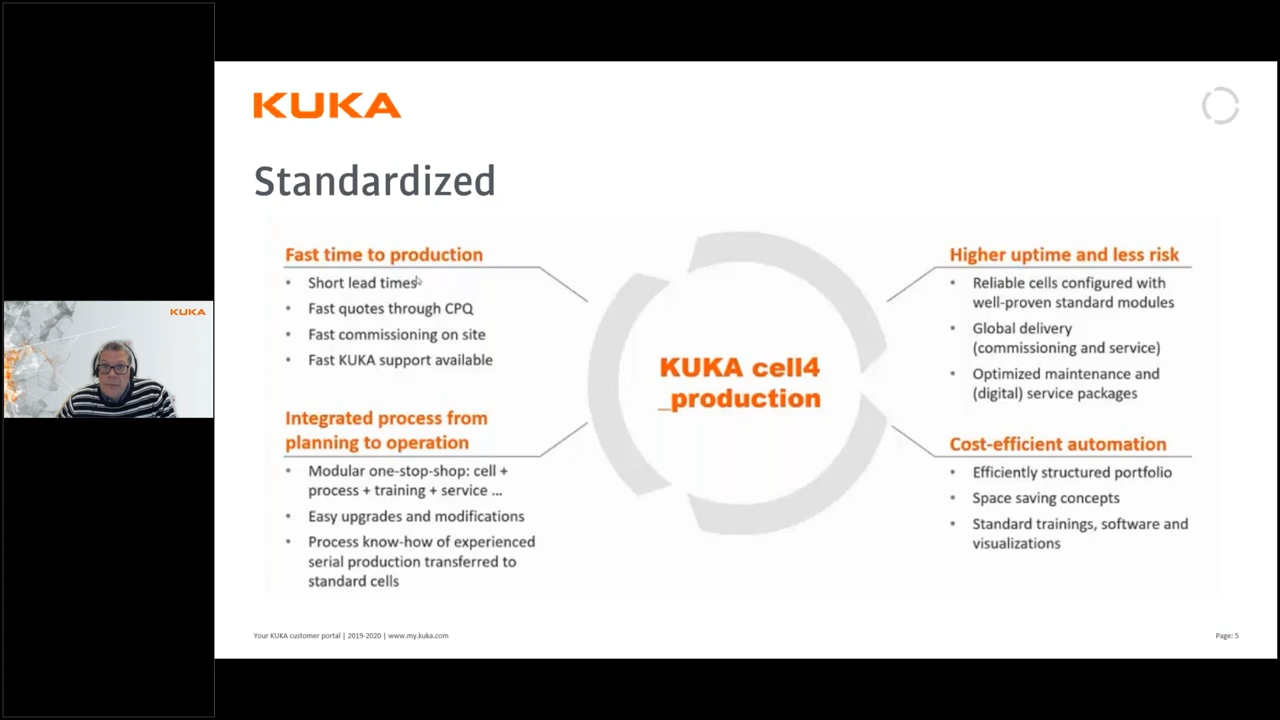 KUKA
Standardized
Fast time to production
• Short lead times
• Fast quotes through CPQ
• Fast commissioning on site
• Fast KUKA support available
Integrated process from
planning to operation
• Modular one-stop-shop: cell +
process + training + service ...
• Easy upgrades and modifications
• Process know-how of experienced
serial production transferred to
standard cells
KUKA cell4
_production
Higher uptime and less risk
• Reliable cells configured with
well-proven standard modules
• Global delivery
(commissioning and service)
• Optimized maintenance and
(digital) service packages
Cost-efficient automation
• Efficiently structured portfolio
• Space saving concepts
• Standard trainings, software and
visualizations
Your KUKA customer portal | 2019-2020 | www.my.kuka.com
Page: 5
KUKA